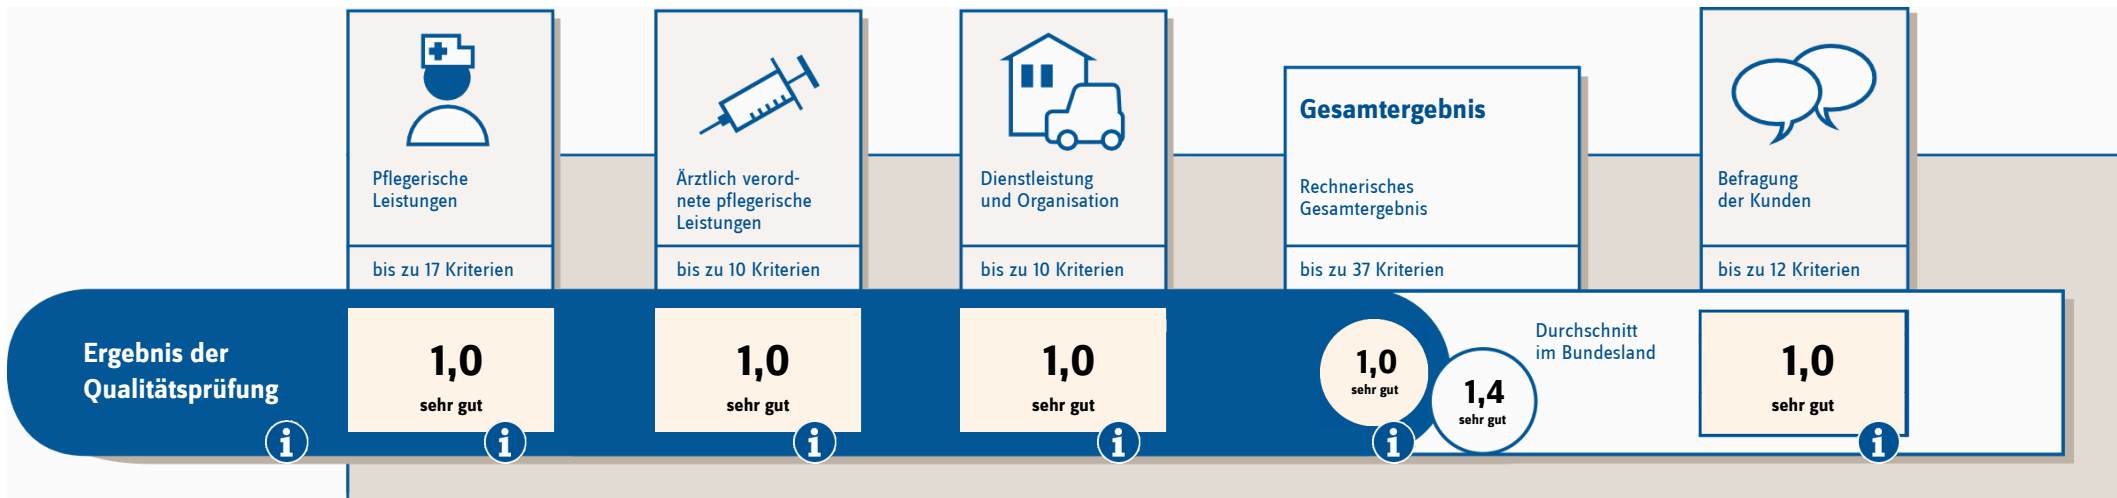 Pflegerische
Leistungen
bis zu 17 Kriterien
Ärztlich verord-
nete pflegerische
Leistungen
bis zu 10 Kriterien
Dienstleistung
und Organisation
bis zu 10 Kriterien
Gesamtergebnis
Rechnerisches
Gesamtergebnis
bis zu 37 Kriterien
Befragung
der Kunden
bis zu 12 Kriterien
Ergebnis der
Qualitätsprüfung
i
1,0
sehr gut
i
1,0
sehr gut
i
1,0
sehr gut
i
1,0
sehr gut
i
1,4
sehr gut
Durchschnitt
im Bundesland
1,0
sehr gut
i